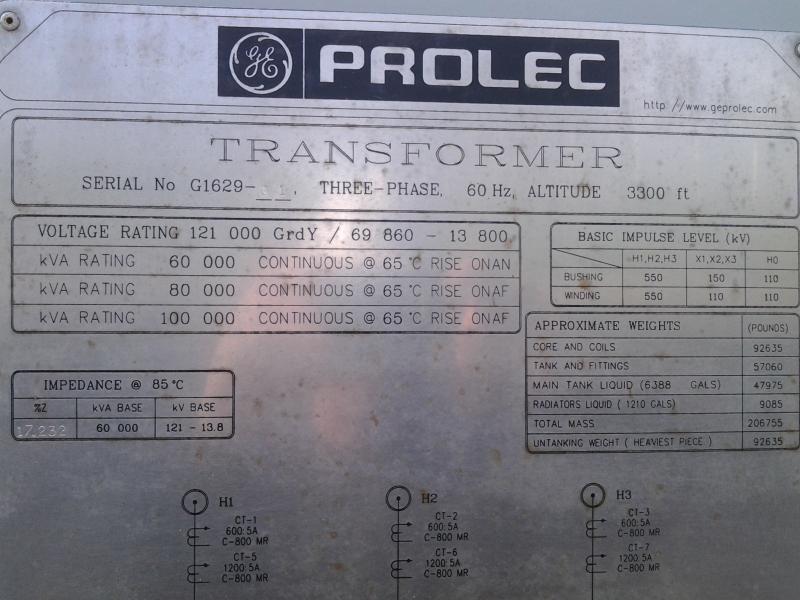 GE PROLEC
http://www.geprolec.com
TRANSFORMER
SERIAL No G1629- , THREE-PHASE, 60 Hz, ALTITUDE 3300 ft
VOLTAGE RATING 121 000 GrdY / 69 860 - 13 800
kVA RATING 60 000 CONTINUOUS @ 65 °C RISE ONAN
kVA RATING 80 000 CONTINUOUS @ 65 °C RISE ONAF
kVA RATING 100 000 CONTINUOUS @ 65 °C RISE ONAF
BASIC IMPULSE LEVEL (kV)
H1,H2,H3 X1,X2,X3 H0
BUSHING 550 150 110
WINDING 550 110 110
APPROXIMATE WEIGHTS (POUNDS)
CORE AND COILS 92635
TANK AND FITTINGS 57060
MAIN TANK LIQUID (6388 GALS) 47975
RADIATORS LIQUID ( 1210 GALS) 9085
TOTAL MASS 206755
UNTANKING WEIGHT ( HEAVIEST PIECE ) 92635
IMPEDANCE @ 85 °C
%Z kVA BASE kV BASE
17.232 60 000 121 - 13.8
H1 H2 H3
CT-1 CT-2 CT-3
600:5A 600:5A 600:5A
C-800 MR C-800 MR C-800 MR
CT-5 CT-6 CT-7
1200:5A 1200:5A 1200:5A
C-800 MR C-800 MR C-800 MR